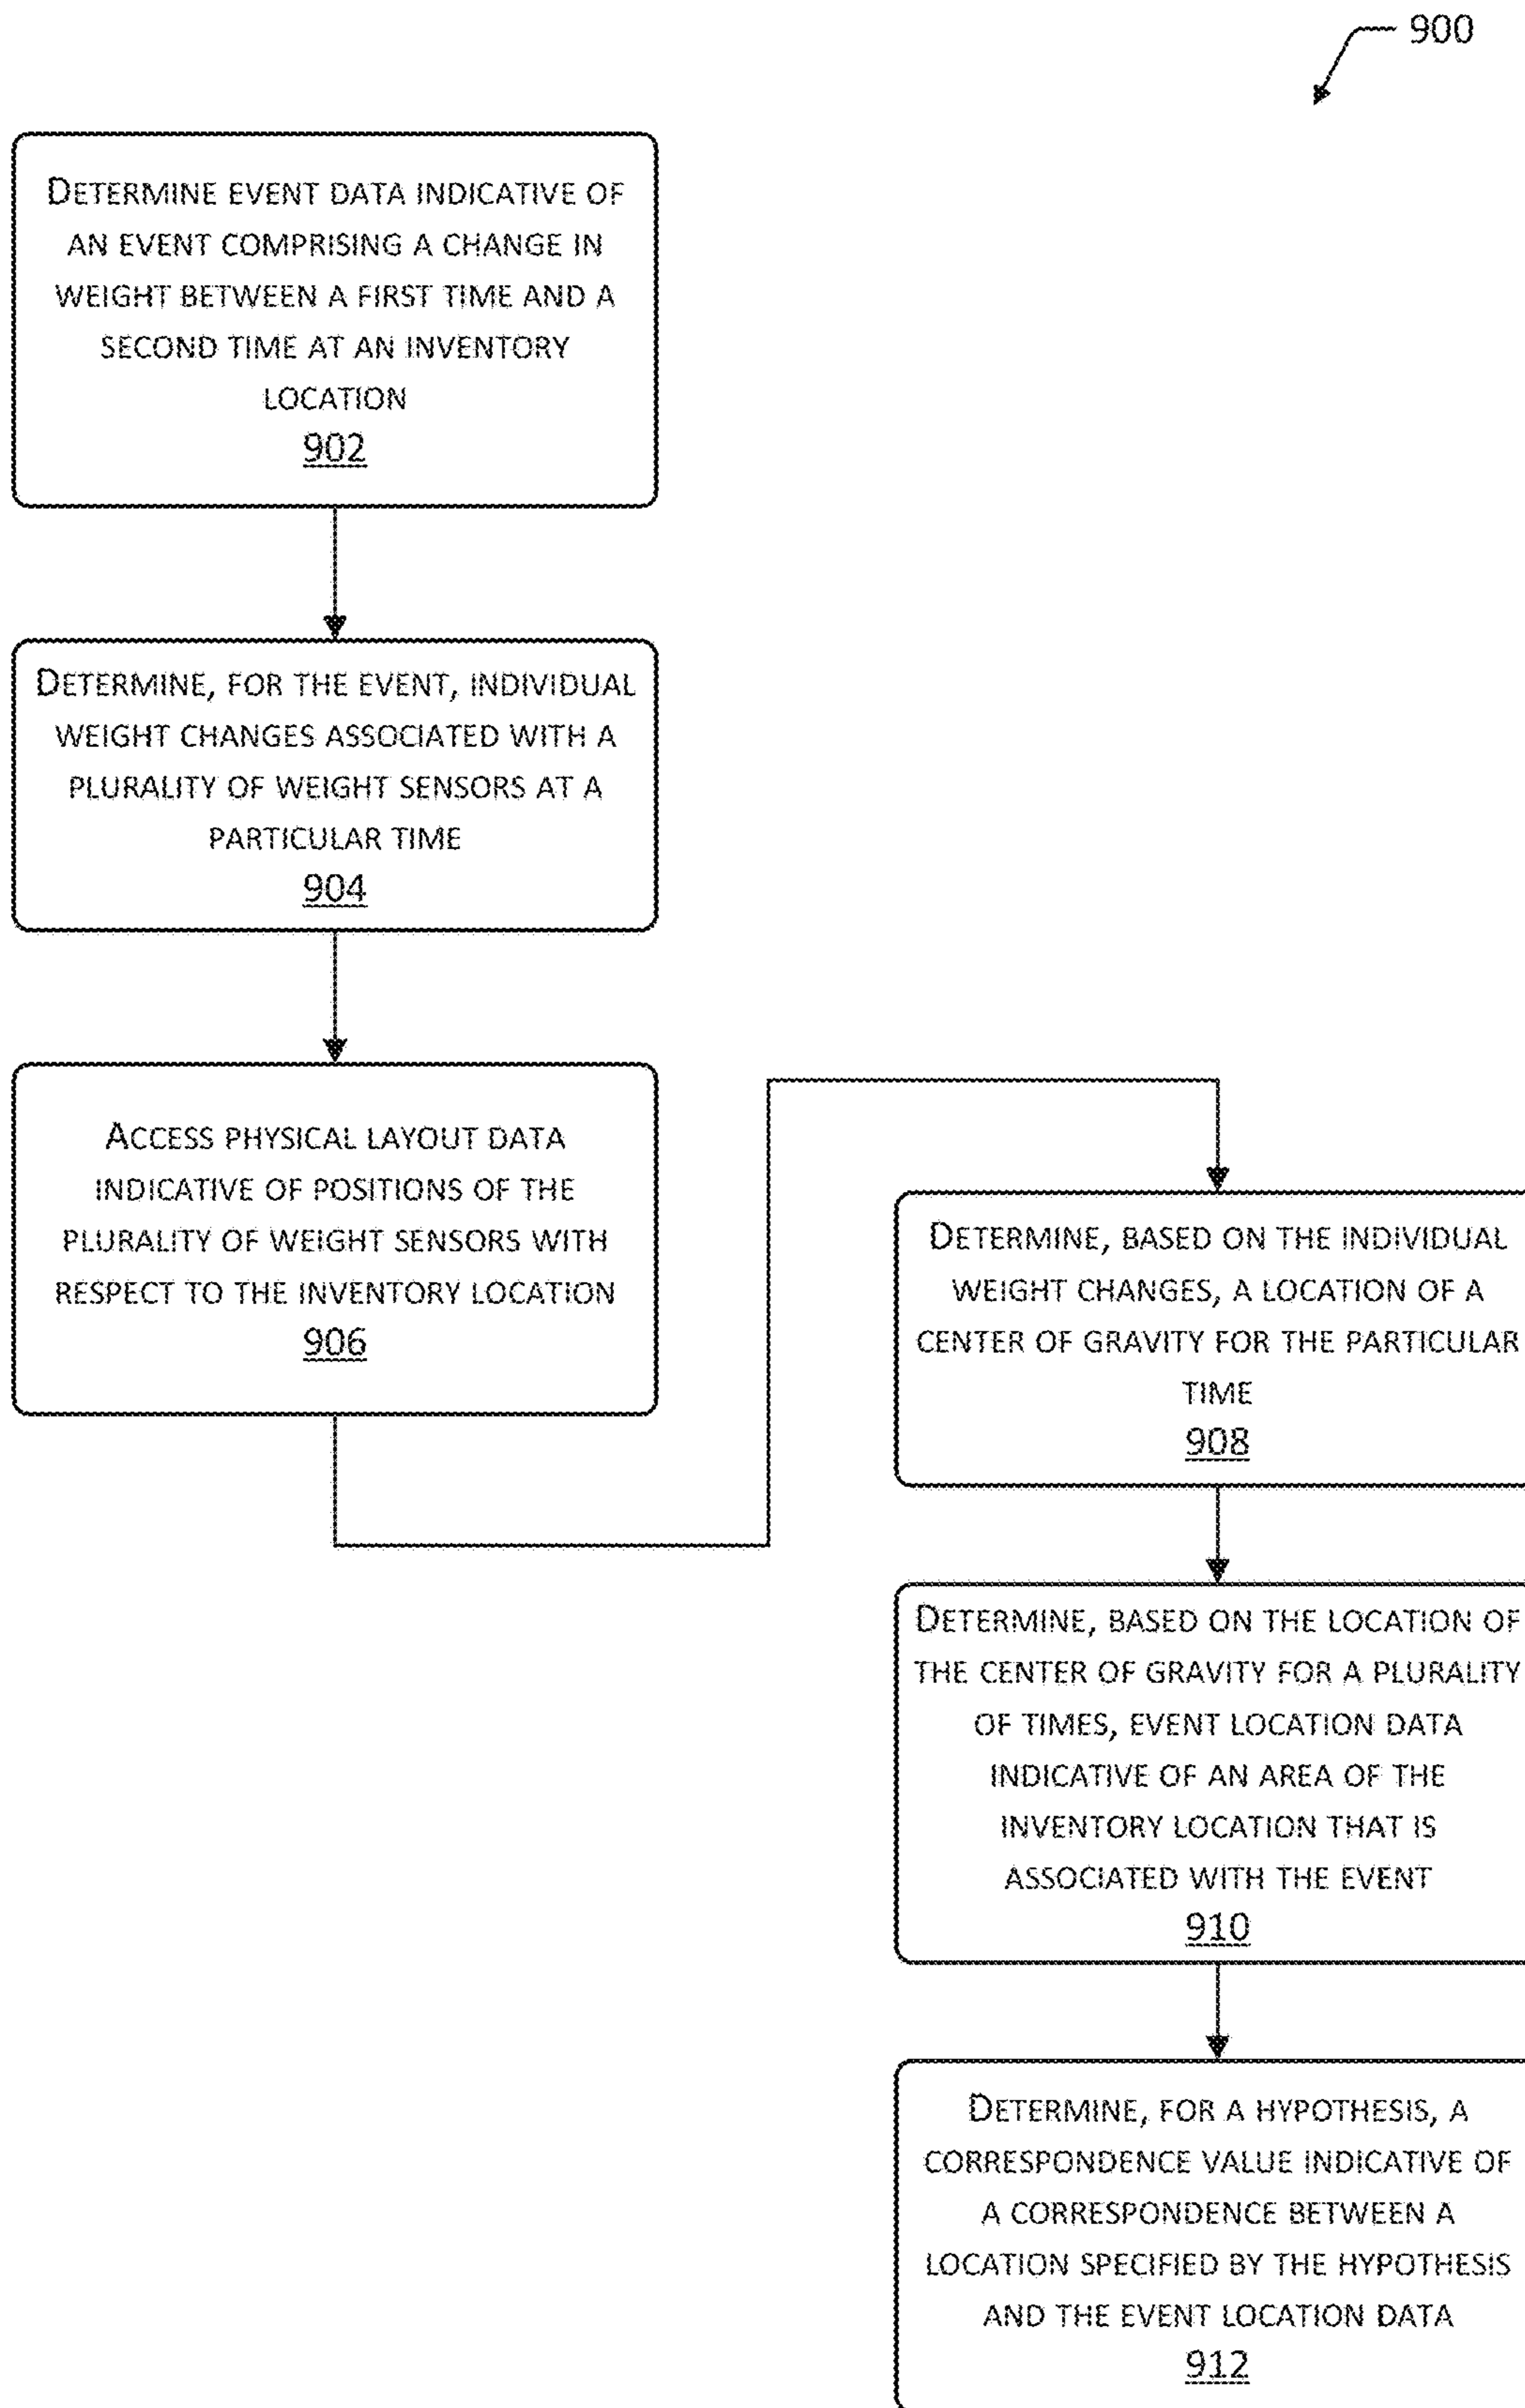 900
DETERMINE EVENT DATA INDICATIVE OF
AN EVENT COMPRISING A CHANGE IN
WEIGHT BETWEEN A FIRST TIME AND A
SECOND TIME AT AN INVENTORY
LOCATION
902
DETERMINE, FOR THE EVENT, INDIVIDUAL
WEIGHT CHANGES ASSOCIATED WITH A
PLURALITY OF WEIGHT SENSORS AT A
PARTICULAR TIME
904
ACCESS PHYSICAL LAYOUT DATA
INDICATIVE OF POSITIONS OF THE
PLURALITY OF WEIGHT SENSORS WITH
RESPECT TO THE INVENTORY LOCATION
906
DETERMINE, BASED ON THE INDIVIDUAL
WEIGHT CHANGES, A LOCATION OF A
CENTER OF GRAVITY FOR THE PARTICULAR
TIME
908
DETERMINE, BASED ON THE LOCATION OF
THE CENTER OF GRAVITY FOR A PLURALITY
OF TIMES, EVENT LOCATION DATA
INDICATIVE OF AN AREA OF THE
INVENTORY LOCATION THAT IS
ASSOCIATED WITH THE EVENT
910
DETERMINE, FOR A HYPOTHESIS, A
CORRESPONDENCE VALUE INDICATIVE OF
A CORRESPONDENCE BETWEEN A
LOCATION SPECIFIED BY THE HYPOTHESIS
AND THE EVENT LOCATION DATA
912